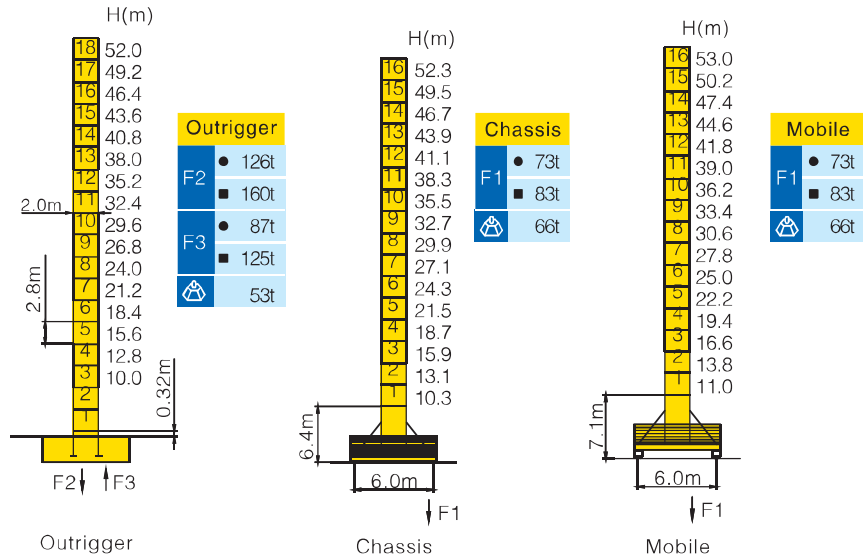 H(m)
18 52.0
17 49.2
16 46.4
15 43.6
14 40.8
13 38.0
12 35.2
11 32.4
10 29.6
9 26.8
8 24.0
7 21.2
6 18.4
5 15.6
4 12.8
3 10.0
2
1
2.0m
2.8m
0.32m
F2 F3
Outrigger
Outrigger
F2 ● 126t
■ 160t
F3 ● 87t
■ 125t
53t
H(m)
16 52.3
15 49.5
14 46.7
13 43.9
12 41.1
11 38.3
10 35.5
9 32.7
8 29.9
7 27.1
6 24.3
5 21.5
4 18.7
3 15.9
2 13.1
1 10.3
6.4m
6.0m
F1
Chassis
Chassis
F1 ● 73t
■ 83t
66t
H(m)
16 53.0
15 50.2
14 47.4
13 44.6
12 41.8
11 39.0
10 36.2
9 33.4
8 30.6
7 27.8
6 25.0
5 22.2
4 19.4
3 16.6
2 13.8
1 11.0
7.1m
6.0m
F1
Mobile
Mobile
F1 ● 73t
■ 83t
66t